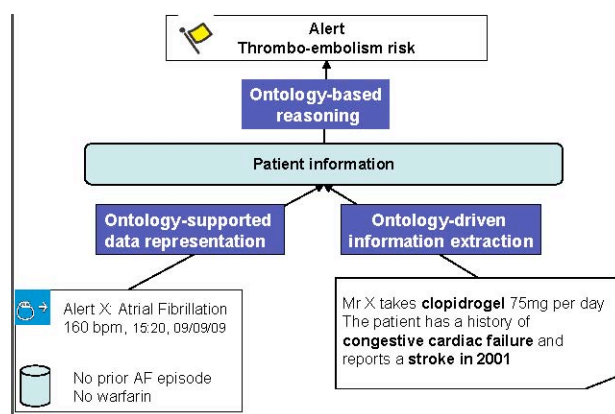 Alert
Thrombo-embolism risk
Ontology-based
reasoning
Patient information
Ontology-supported
data representation
Ontology-driven
information extraction
Alert X: Atrial Fibrillation
160 bpm, 15:20, 09/09/09
No prior AF episode
No warfarin
Mr X takes clopidrogel 75mg per day
The patient has a history of
congestive cardiac failure and
reports a stroke in 2001